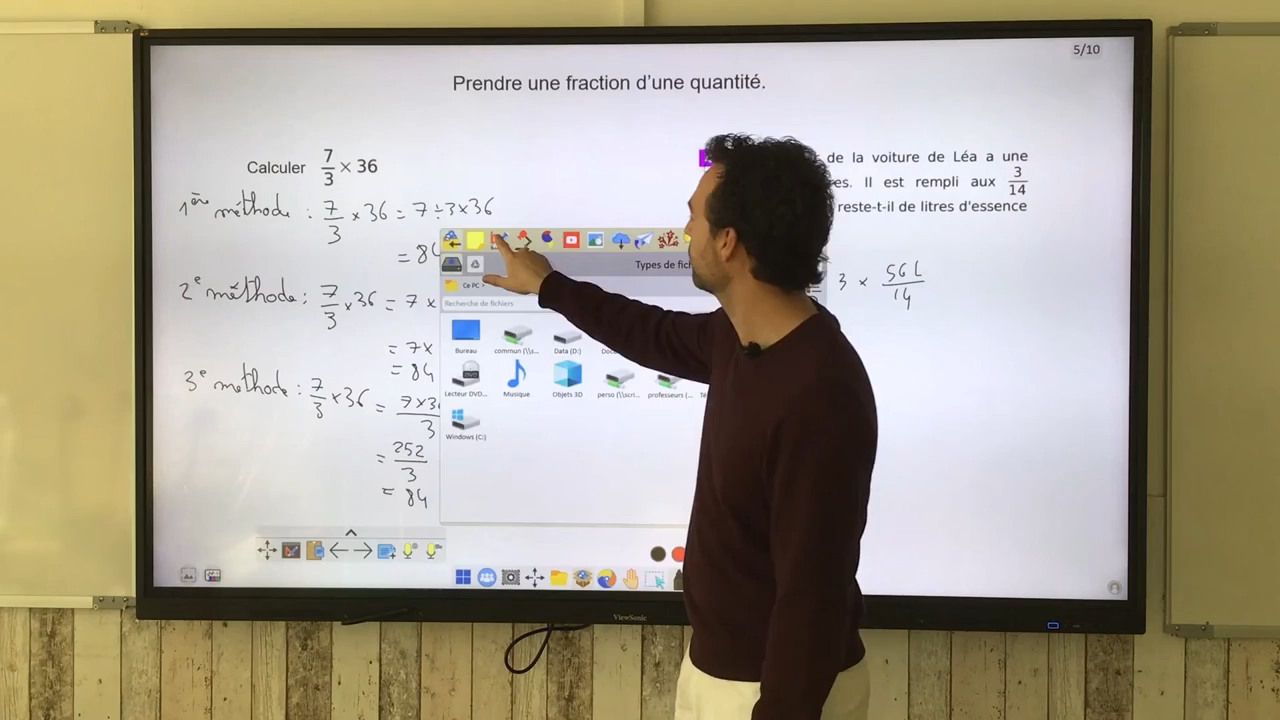 5/10
Prendre une fraction d'une quantité.
Calculer 7/3 × 36
1ère méthode : 7/3 × 36 = 7 ÷ 3 × 36
= 84
2e méthode : 7/3 × 36 = 7 ×
= 7 ×
= 84
3e méthode : 7/3 × 36 = 7×36/3
= 252/3
= 84
de la voiture de Léa a une
Il est rempli aux 3/14
reste-t-il de litres d'essence
3 × 56L/14
Types de fich
Ce PC >
Recherche de fichiers
Bureau
commun (\\s...
Data (D:)
Lecteur DVD...
Musique
Objets 3D
perso (\\scri...
professeurs (...
Windows (C:)
ViewSonic